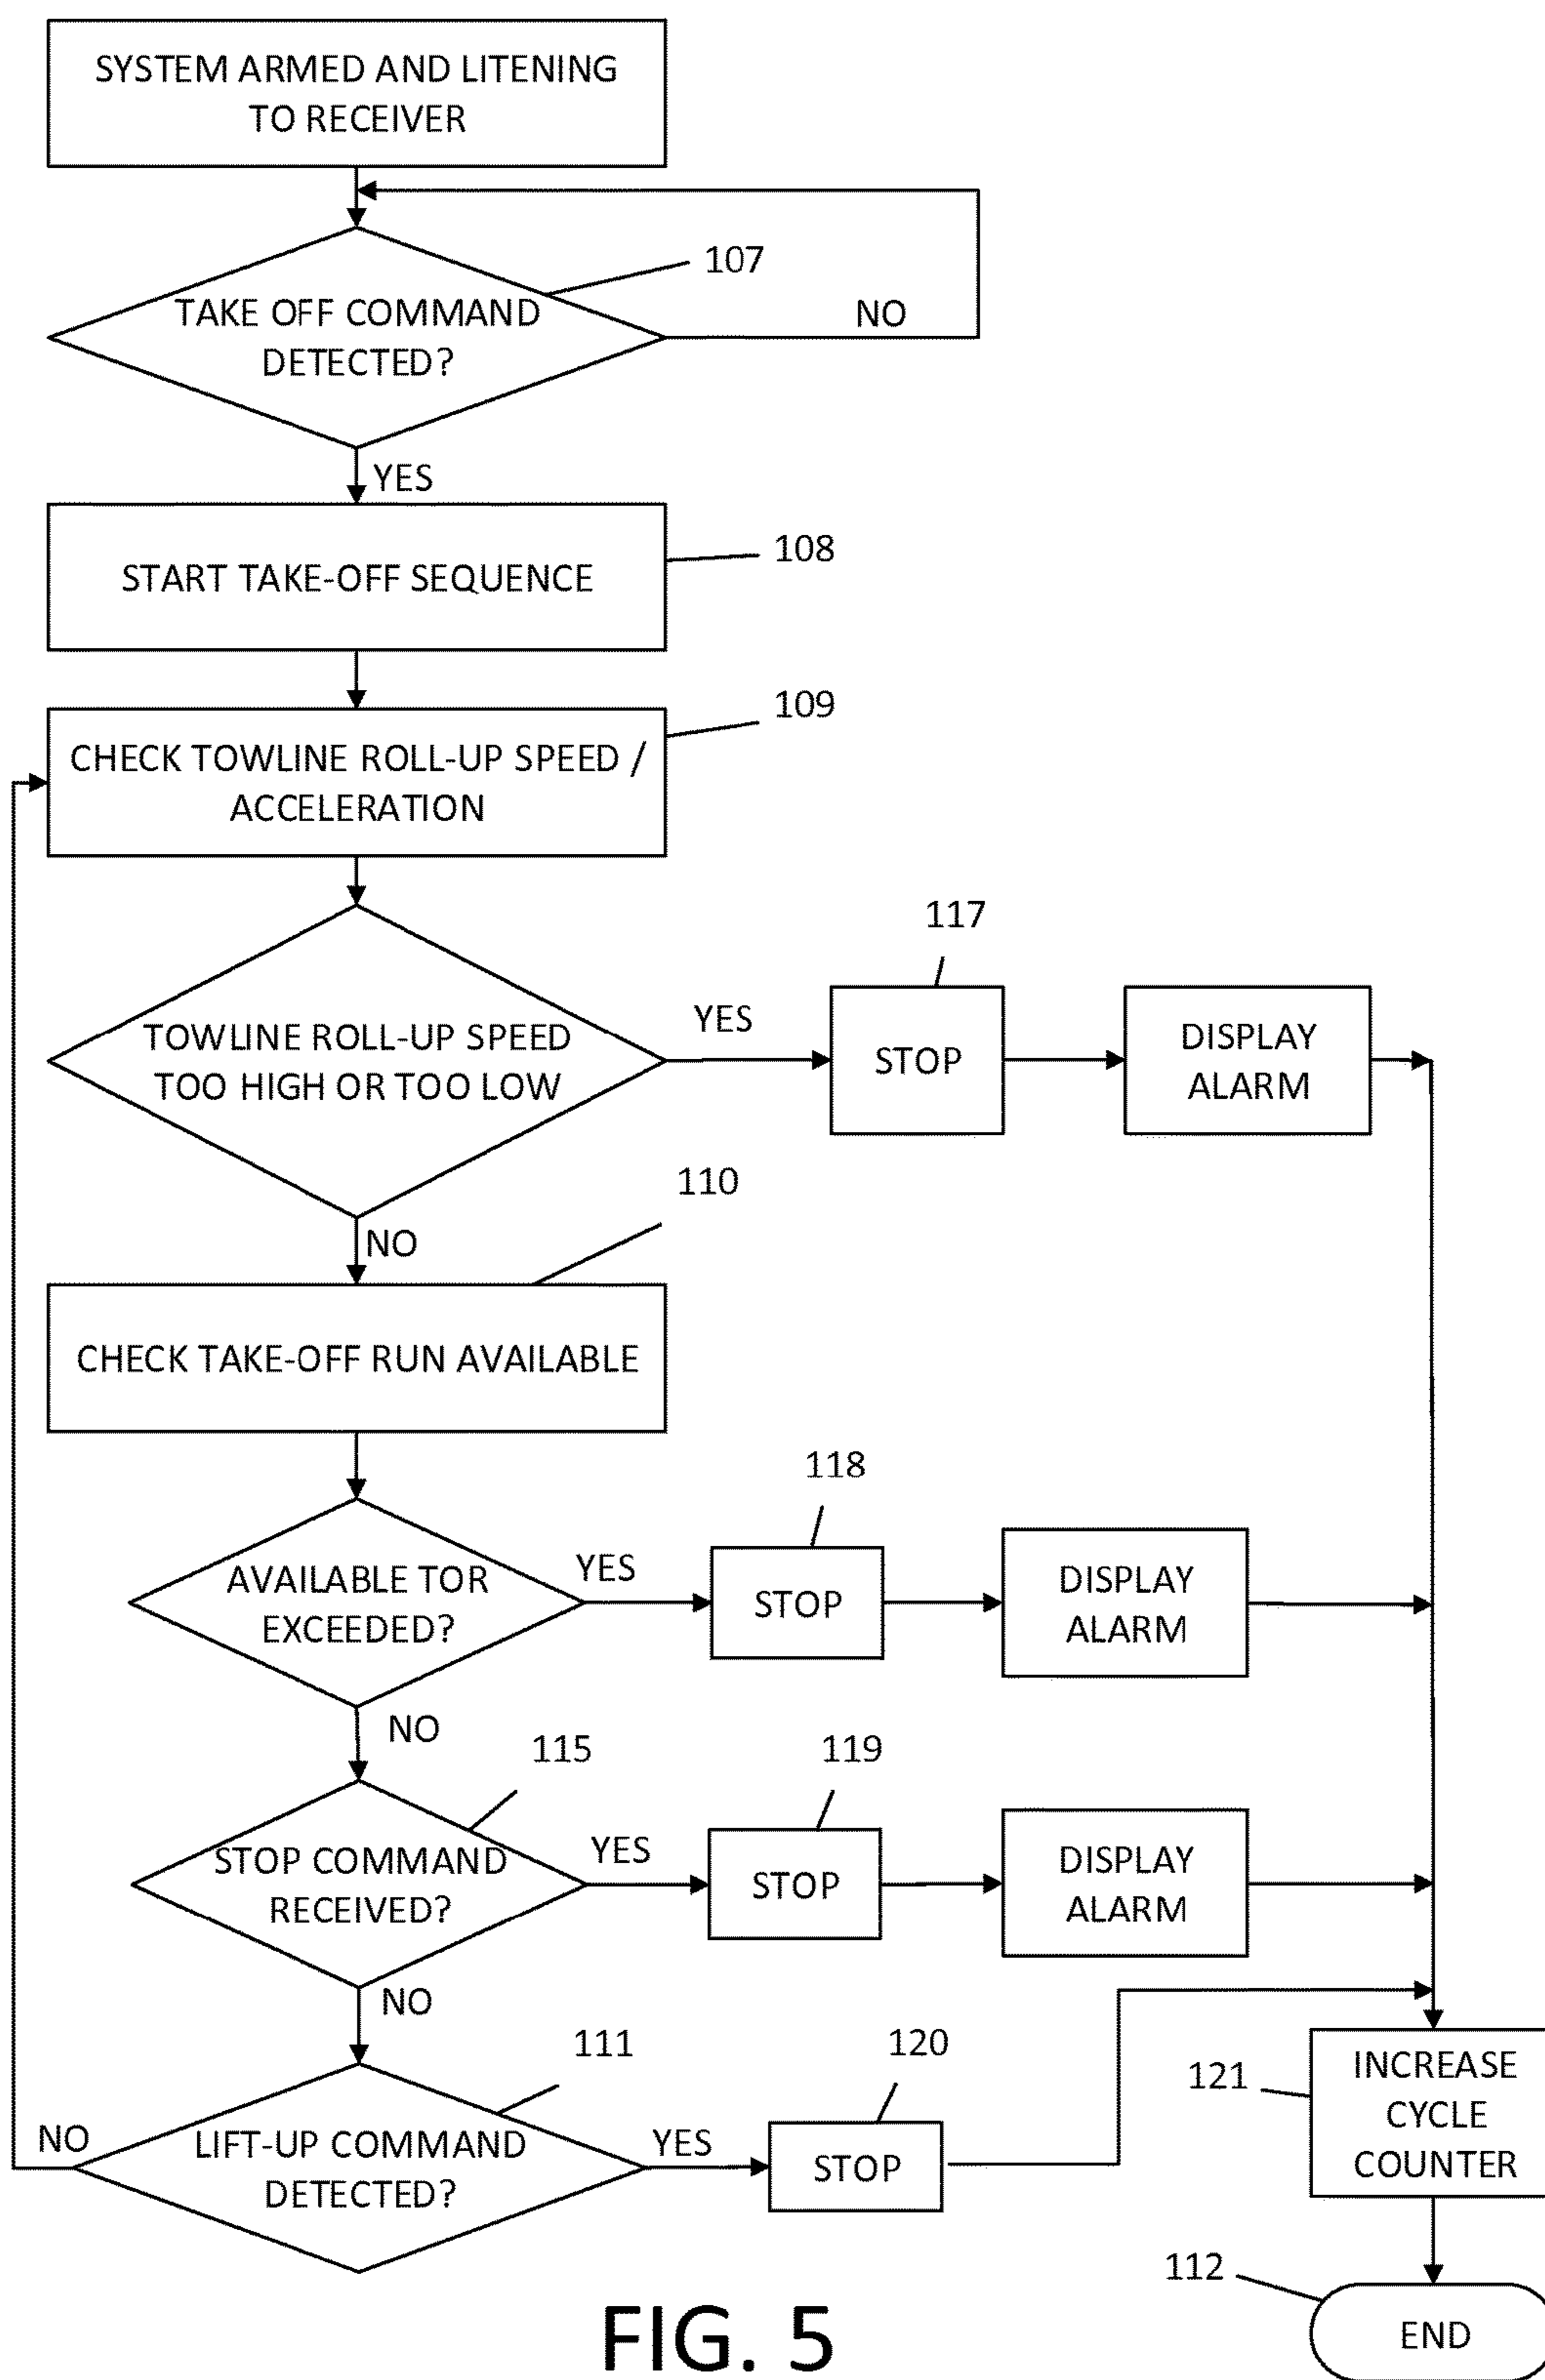 SYSTEM ARMED AND LITENING
TO RECEIVER
107
TAKE OFF COMMAND
DETECTED?
NO
YES
START TAKE-OFF SEQUENCE
108
109
CHECK TOWLINE ROLL-UP SPEED /
ACCELERATION
TOWLINE ROLL-UP SPEED
TOO HIGH OR TOO LOW
YES
117
STOP
DISPLAY
ALARM
NO
110
CHECK TAKE-OFF RUN AVAILABLE
AVAILABLE TOR
EXCEEDED?
YES
118
STOP
DISPLAY
ALARM
NO
115
STOP COMMAND
RECEIVED?
YES
119
STOP
DISPLAY
ALARM
NO
111
LIFT-UP COMMAND
DETECTED?
NO
YES
120
STOP
121
INCREASE
CYCLE
COUNTER
112
END
FIG. 5